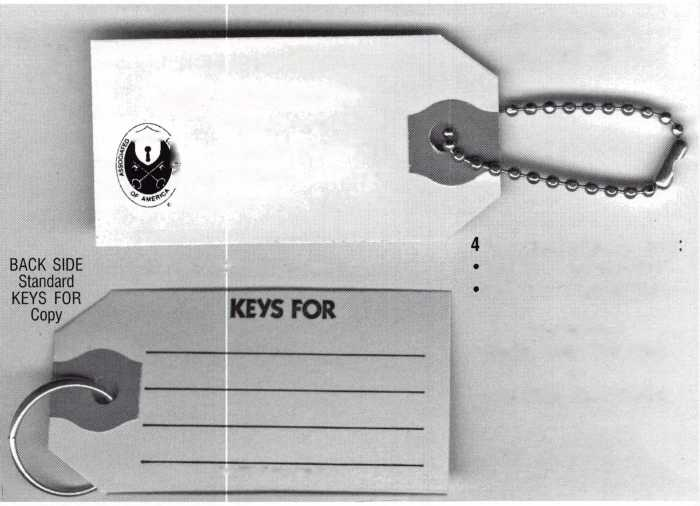 ASSOCIATED
OF AMERICA
4 :
•
•
BACK SIDE
Standard
KEYS FOR
Copy
KEYS FOR